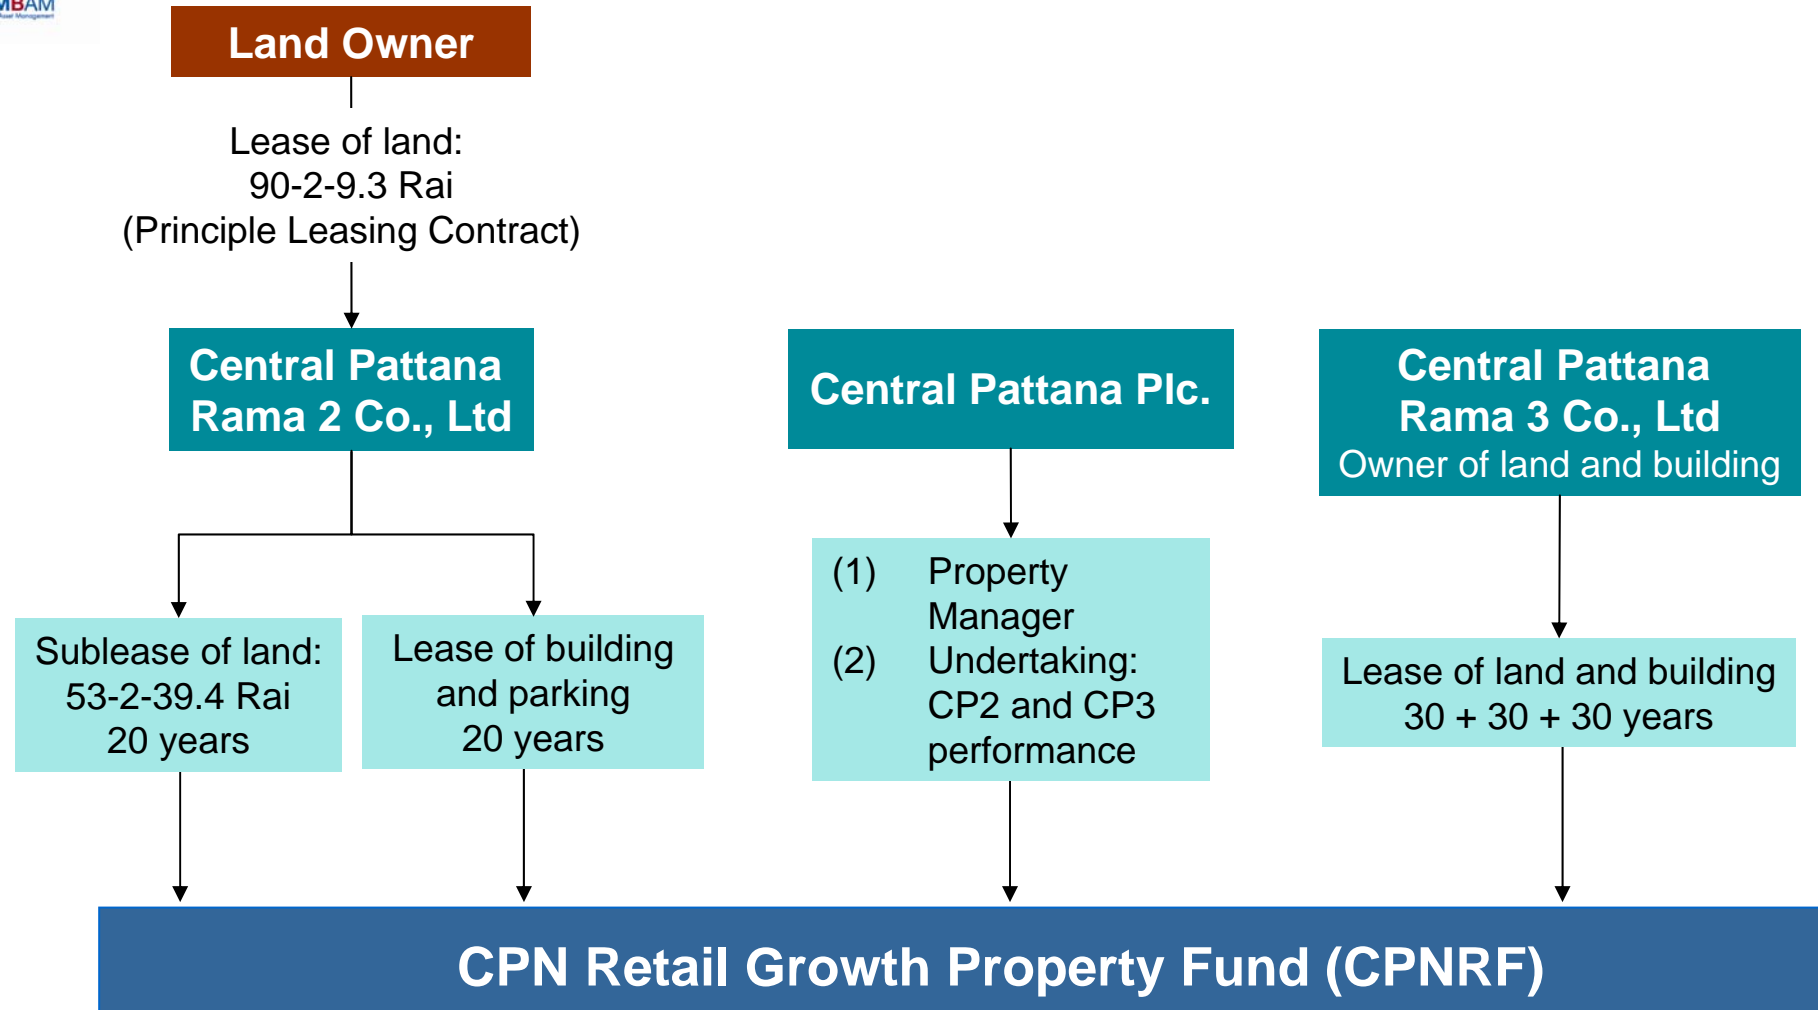 MBAM
Asset Management
Land Owner
Lease of land:
90-2-9.3 Rai
(Principle Leasing Contract)
Central Pattana
Rama 2 Co., Ltd
Central Pattana Plc.
Central Pattana
Rama 3 Co., Ltd
Owner of land and building
Sublease of land:
53-2-39.4 Rai
20 years
Lease of building
and parking
20 years
(1) Property
Manager
(2) Undertaking:
CP2 and CP3
performance
Lease of land and building
30 + 30 + 30 years
CPN Retail Growth Property Fund (CPNRF)